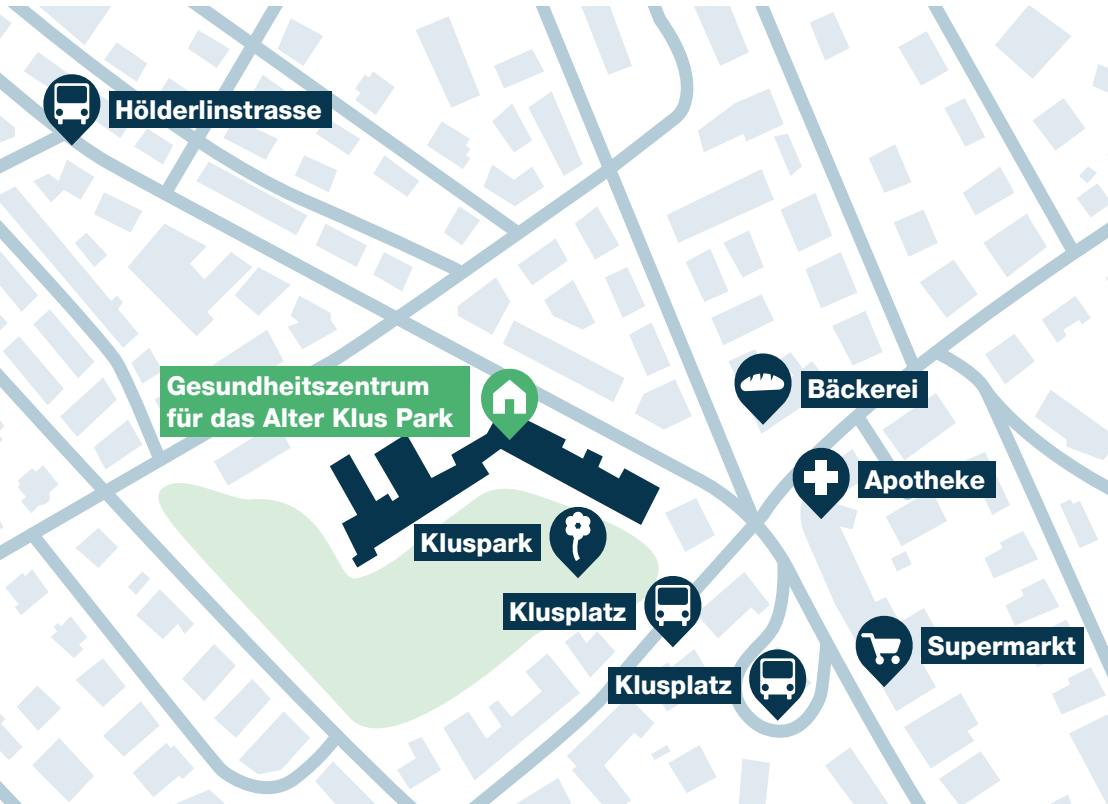 Hölderlinstrasse
Gesundheitszentrum
für das Alter Klus Park
Bäckerei
Apotheke
Kluspark
Klusplatz
Supermarkt
Klusplatz